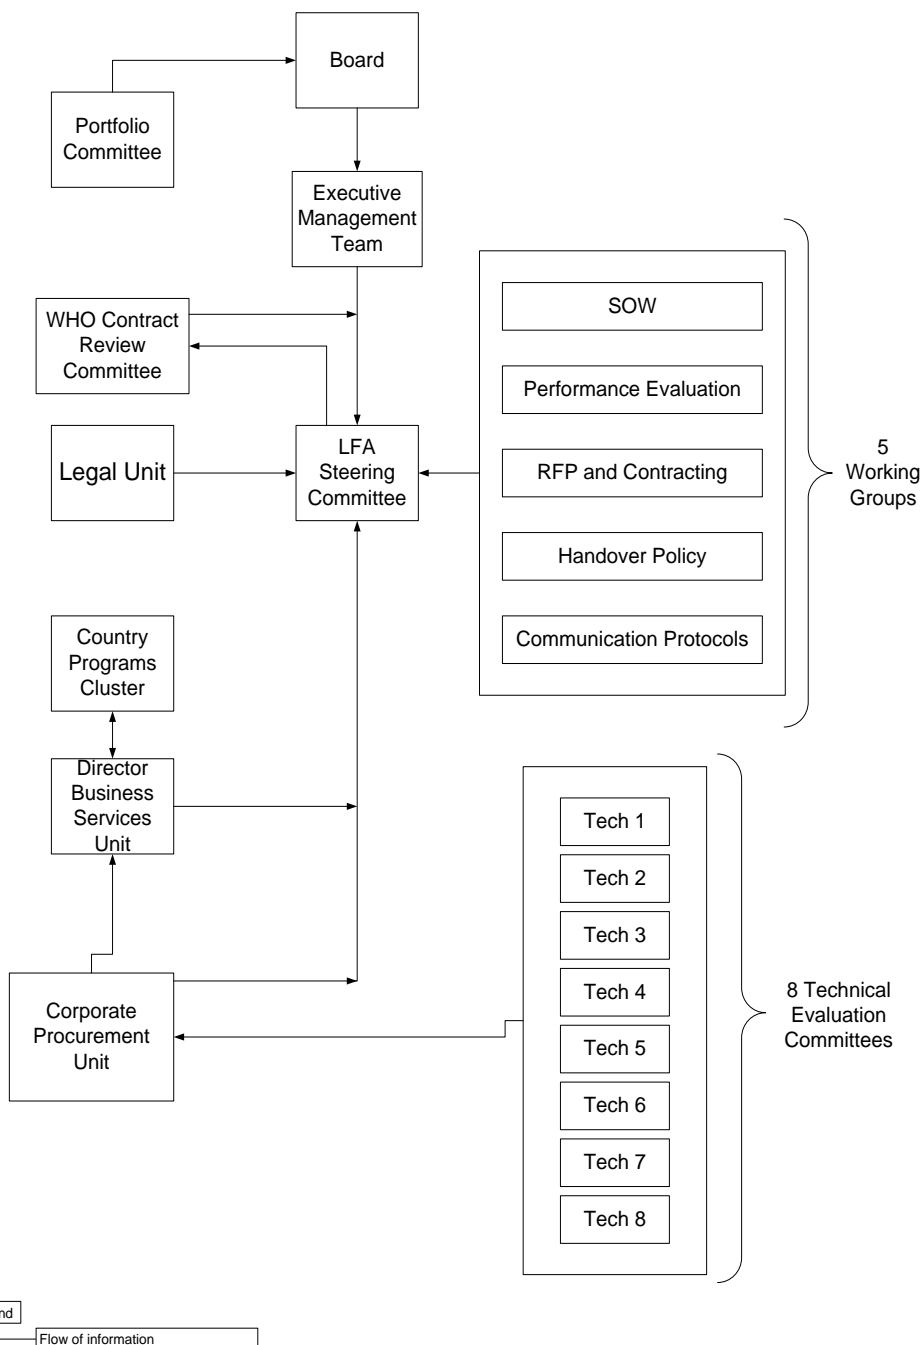 Board
Portfolio
Committee
Executive
Management
Team
WHO Contract
Review
Committee
SOW
Performance Evaluation
RFP and Contracting
Handover Policy
Communication Protocols
5
Working
Groups
Legal Unit
LFA
Steering
Committee
Country
Programs
Cluster
Director
Business
Services
Unit
Corporate
Procurement
Unit
Tech 1
Tech 2
Tech 3
Tech 4
Tech 5
Tech 6
Tech 7
Tech 8
8 Technical
Evaluation
Committees
Flow of information